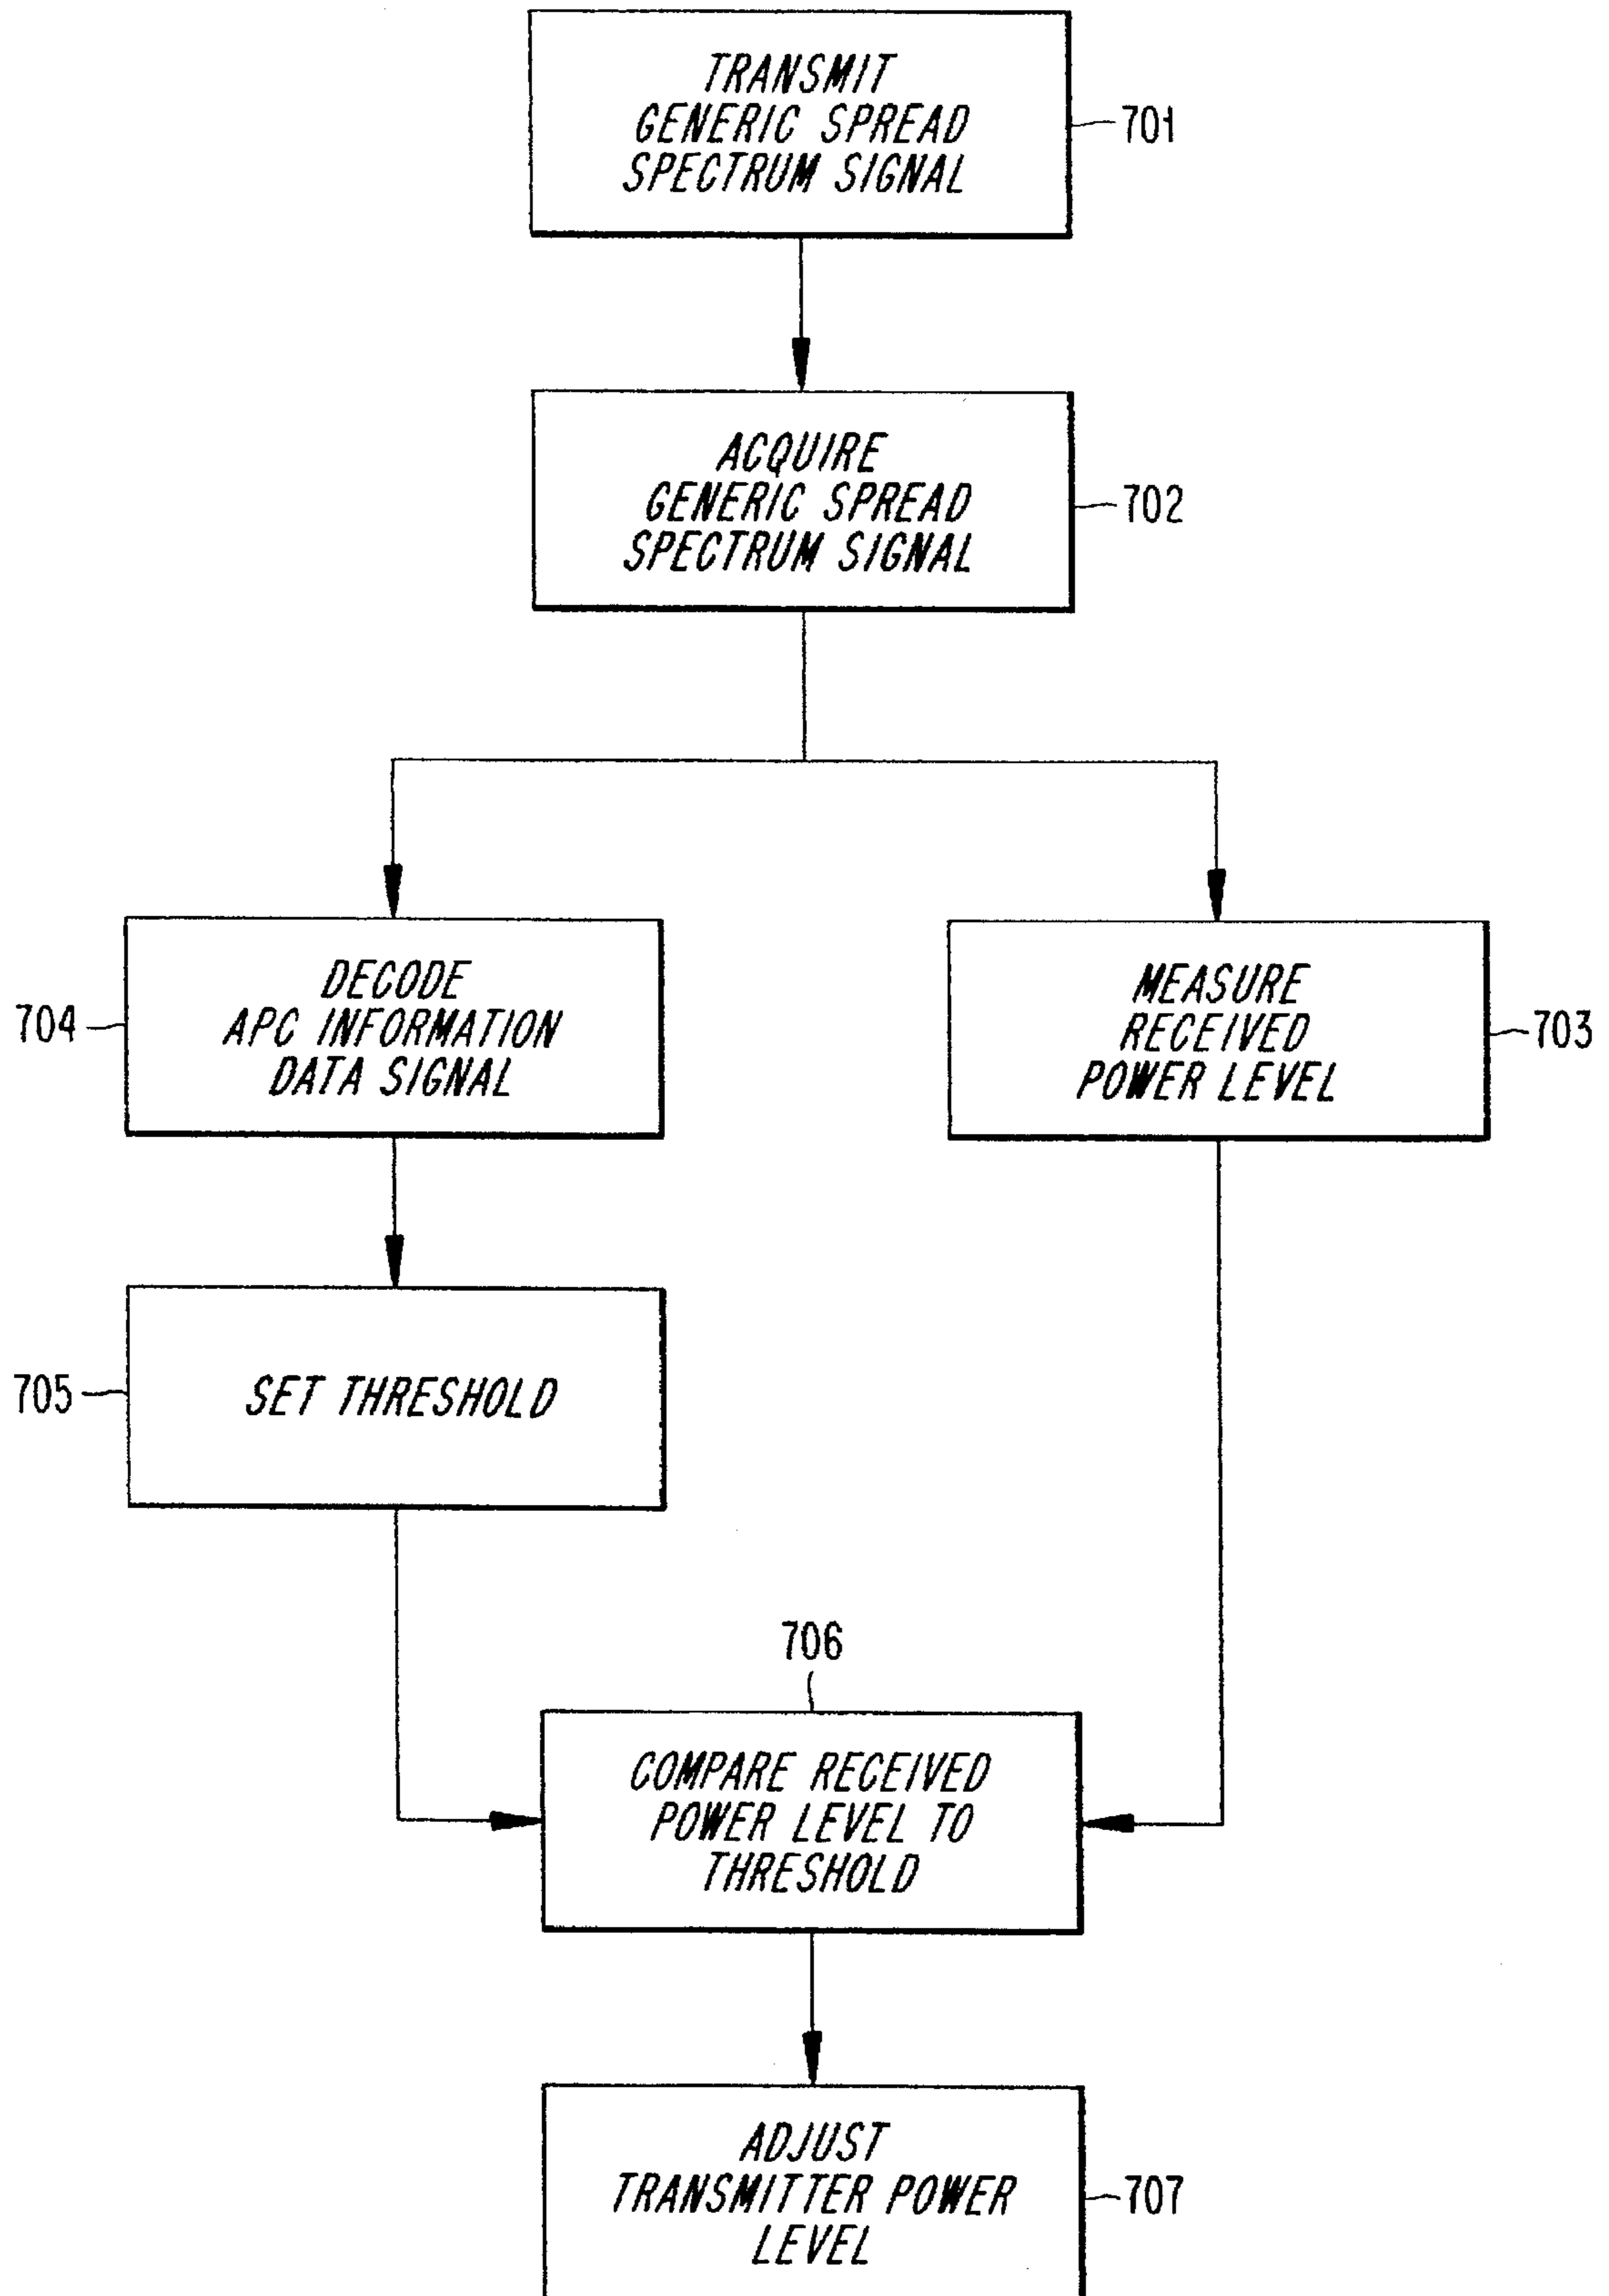 TRANSMIT
GENERIC SPREAD
SPECTRUM SIGNAL
701
ACQUIRE
GENERIC SPREAD
SPECTRUM SIGNAL
702
DECODE
APC INFORMATION
DATA SIGNAL
704
MEASURE
RECEIVED
POWER LEVEL
703
SET THRESHOLD
705
706
COMPARE RECEIVED
POWER LEVEL TO
THRESHOLD
ADJUST
TRANSMITTER POWER
LEVEL
707